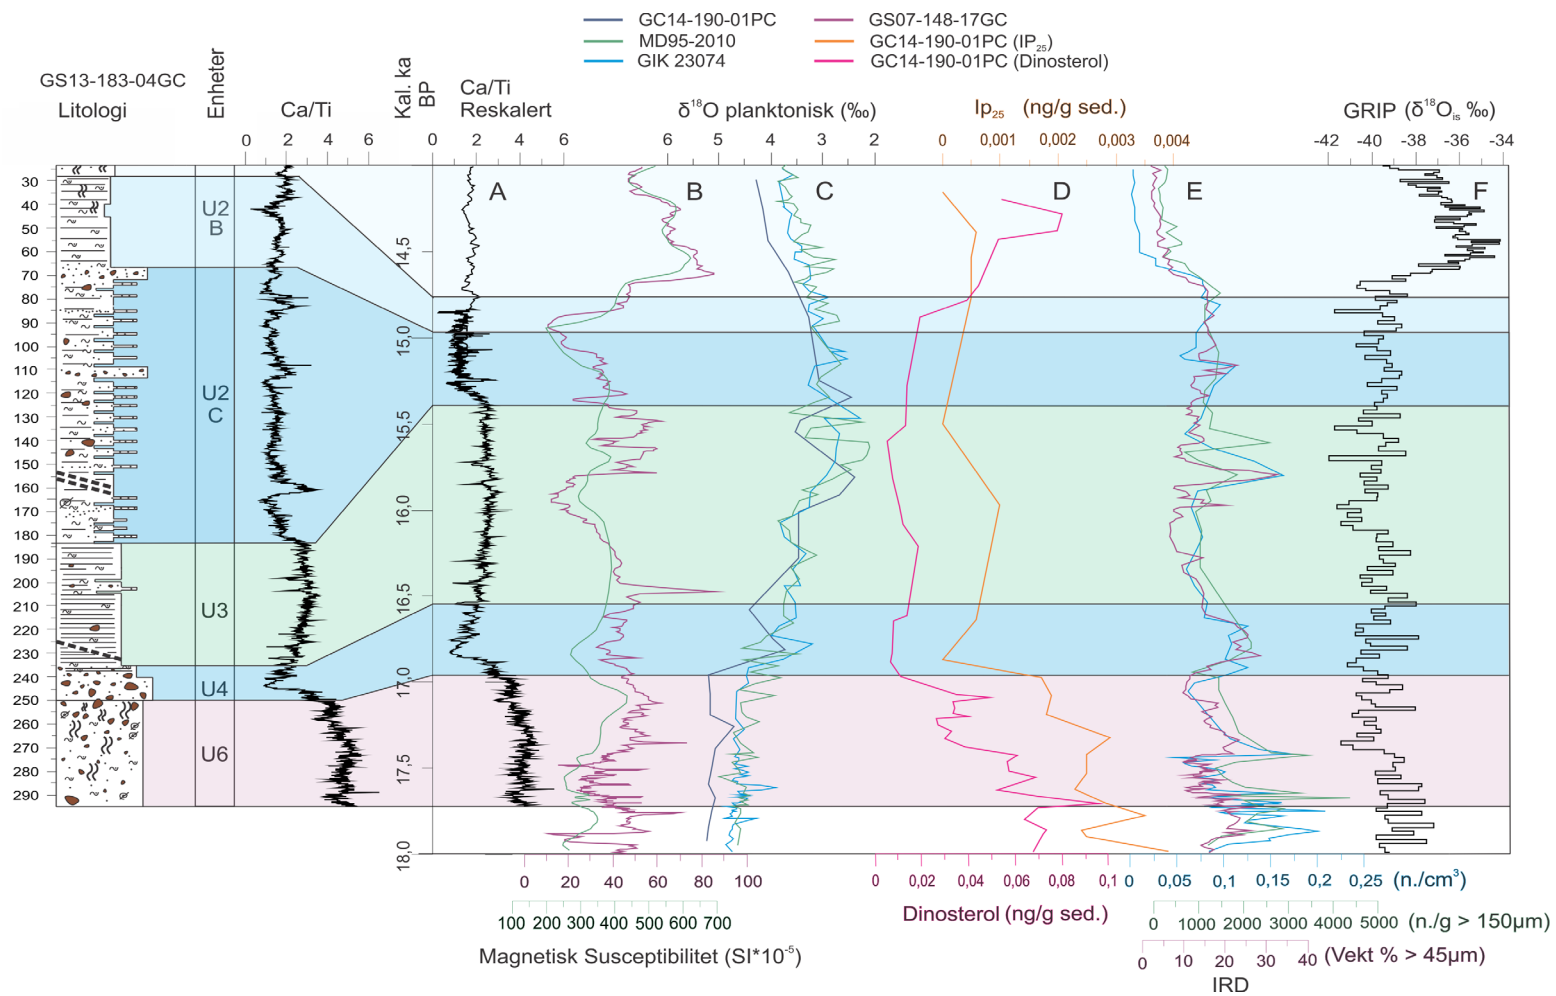 GC14-190-01PC
MD95-2010
GIK 23074
GS07-148-17GC
GC14-190-01PC (IP25)
GC14-190-01PC (Dinosterol)
GS13-183-04GC
Litologi
Enheter
Ca/Ti
Kal. ka
BP
Ca/Ti
Reskalert
δ18O planktonisk (‰)
Ip25 (ng/g sed.)
GRIP (δ18Ois ‰)
0 2 4 6
0 2 4 6
6 5 4 3 2
0 0,001 0,002 0,003 0,004
-42 -40 -38 -36 -34
A B C D E F
30
40
50
60
70
80
90
100
110
120
130
140
150
160
170
180
190
200
210
220
230
240
250
260
270
280
290
U2
B
U2
C
U3
U4
U6
14,5
15,0
15,5
16,0
16,5
17,0
17,5
18,0
0 20 40 60 80 100
0 0,02 0,04 0,06 0,08 0,1
0 0,05 0,1 0,15 0,2 0,25 (n./cm3)
Dinosterol (ng/g sed.)
100 200 300 400 500 600 700
Magnetisk Susceptibilitet (SI*10-5)
0 1000 2000 3000 4000 5000 (n./g > 150µm)
0 10 20 30 40 (Vekt % > 45µm)
IRD